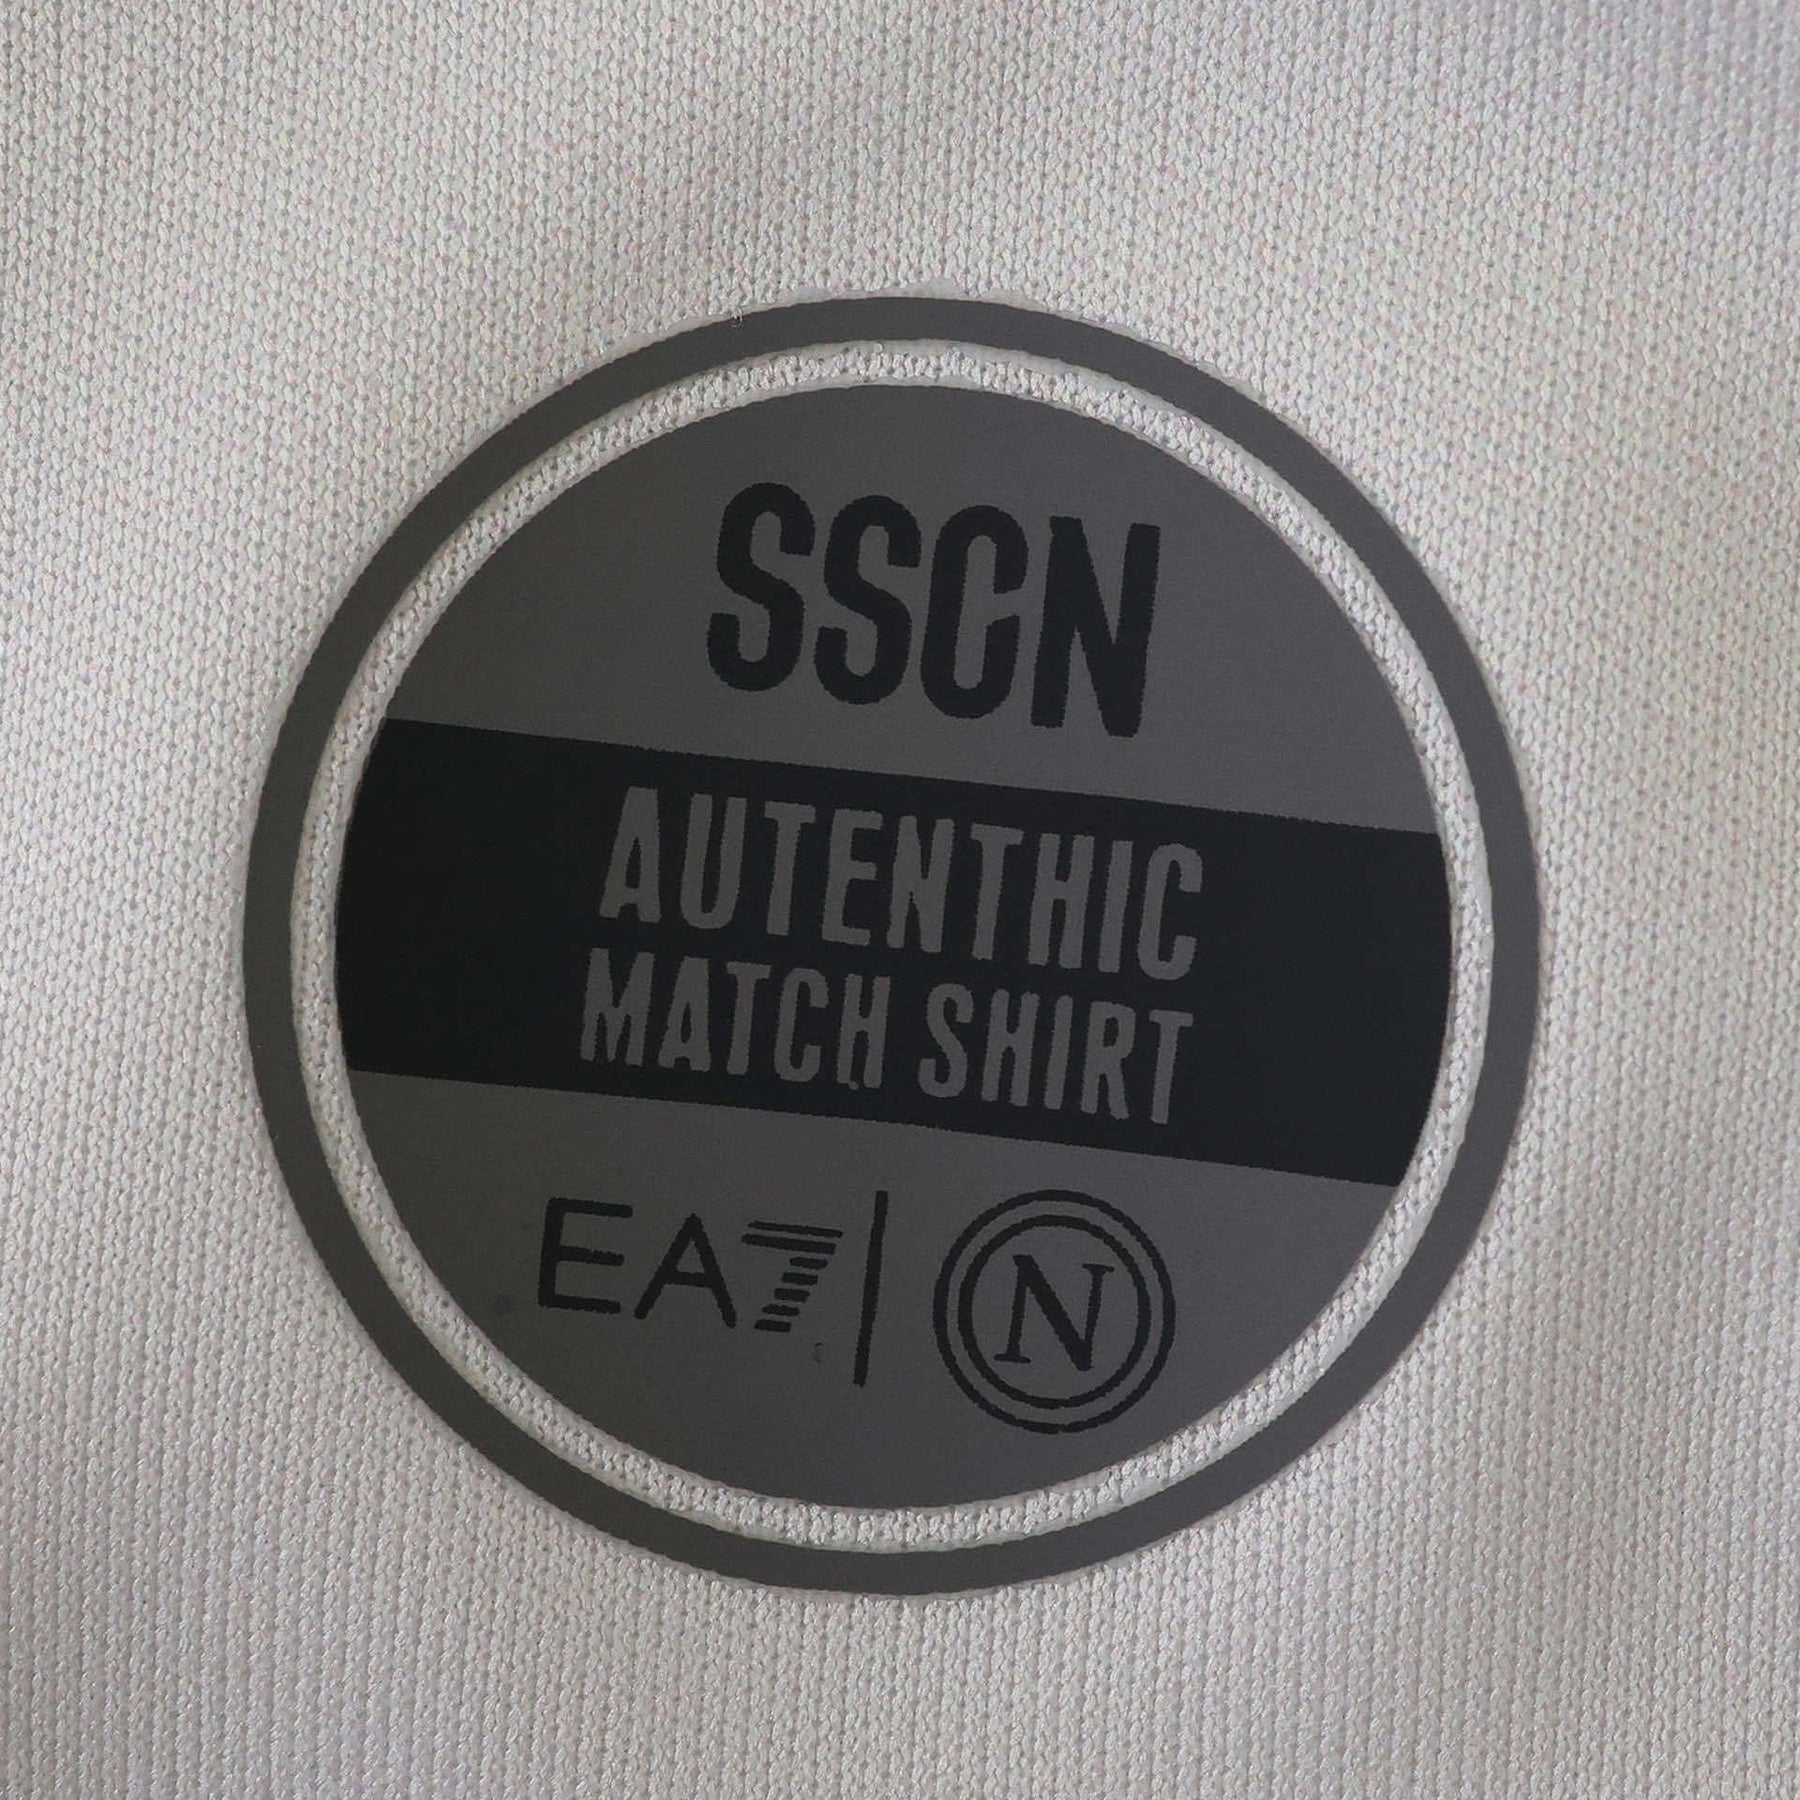 SSCN
AUTENTHIC
MATCH SHIRT
EA7 | N